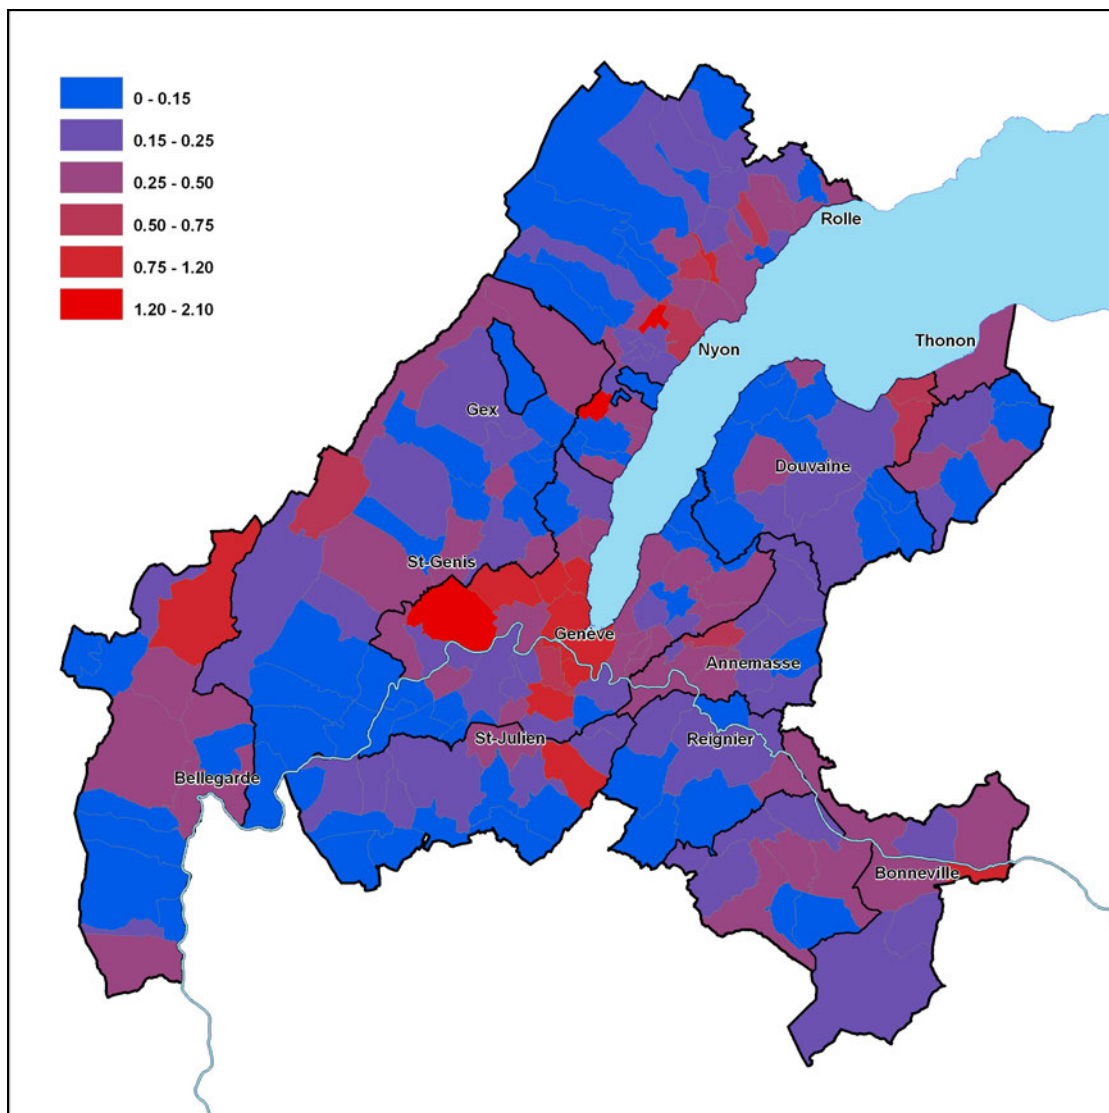 0 - 0.15
0.15 - 0.25
0.25 - 0.50
0.50 - 0.75
0.75 - 1.20
1.20 - 2.10
Rolle
Thonon
Nyon
Gex
Douvaine
St-Genis
Genève
Annemasse
St-Julien
Reignier
Bellegarde
Bonneville